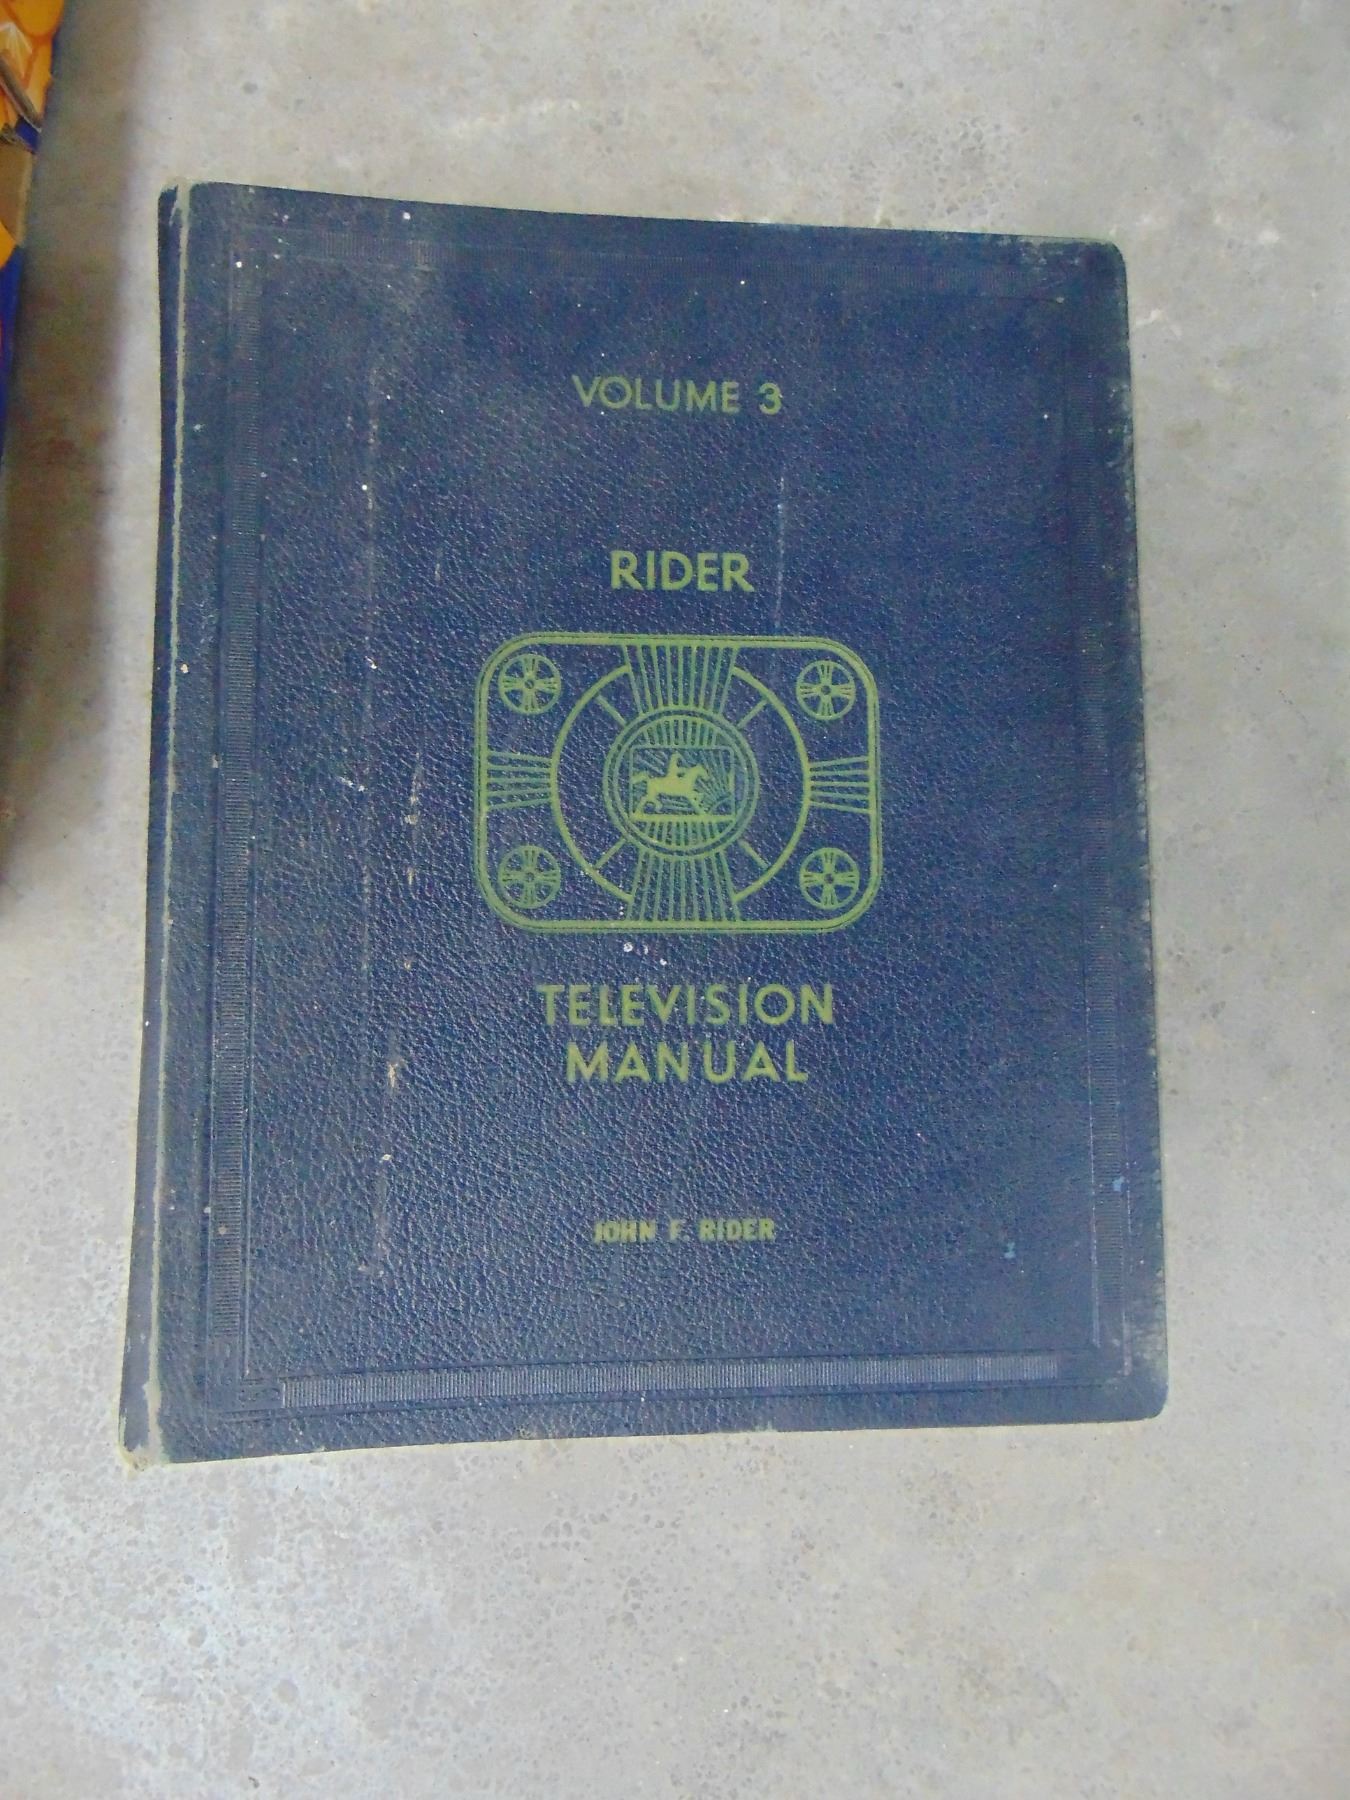 VOLUME 3
RIDER
TELEVISION
MANUAL
JOHN F. RIDER